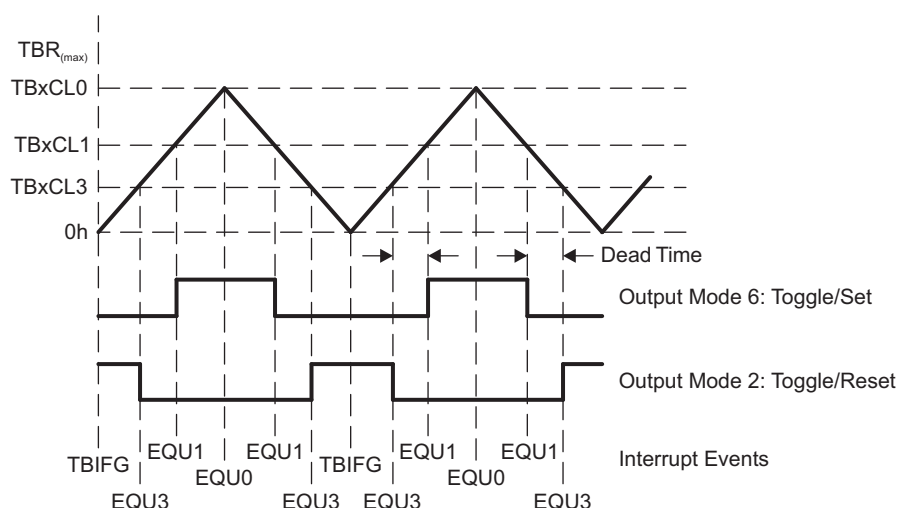 TBR(max)
TBxCL0
TBxCL1
TBxCL3
0h
Dead Time
Output Mode 6: Toggle/Set
Output Mode 2: Toggle/Reset
TBIFG EQU1 EQU0 EQU1 TBIFG EQU1 EQU0 EQU1 Interrupt Events
EQU3 EQU3 EQU3 EQU3